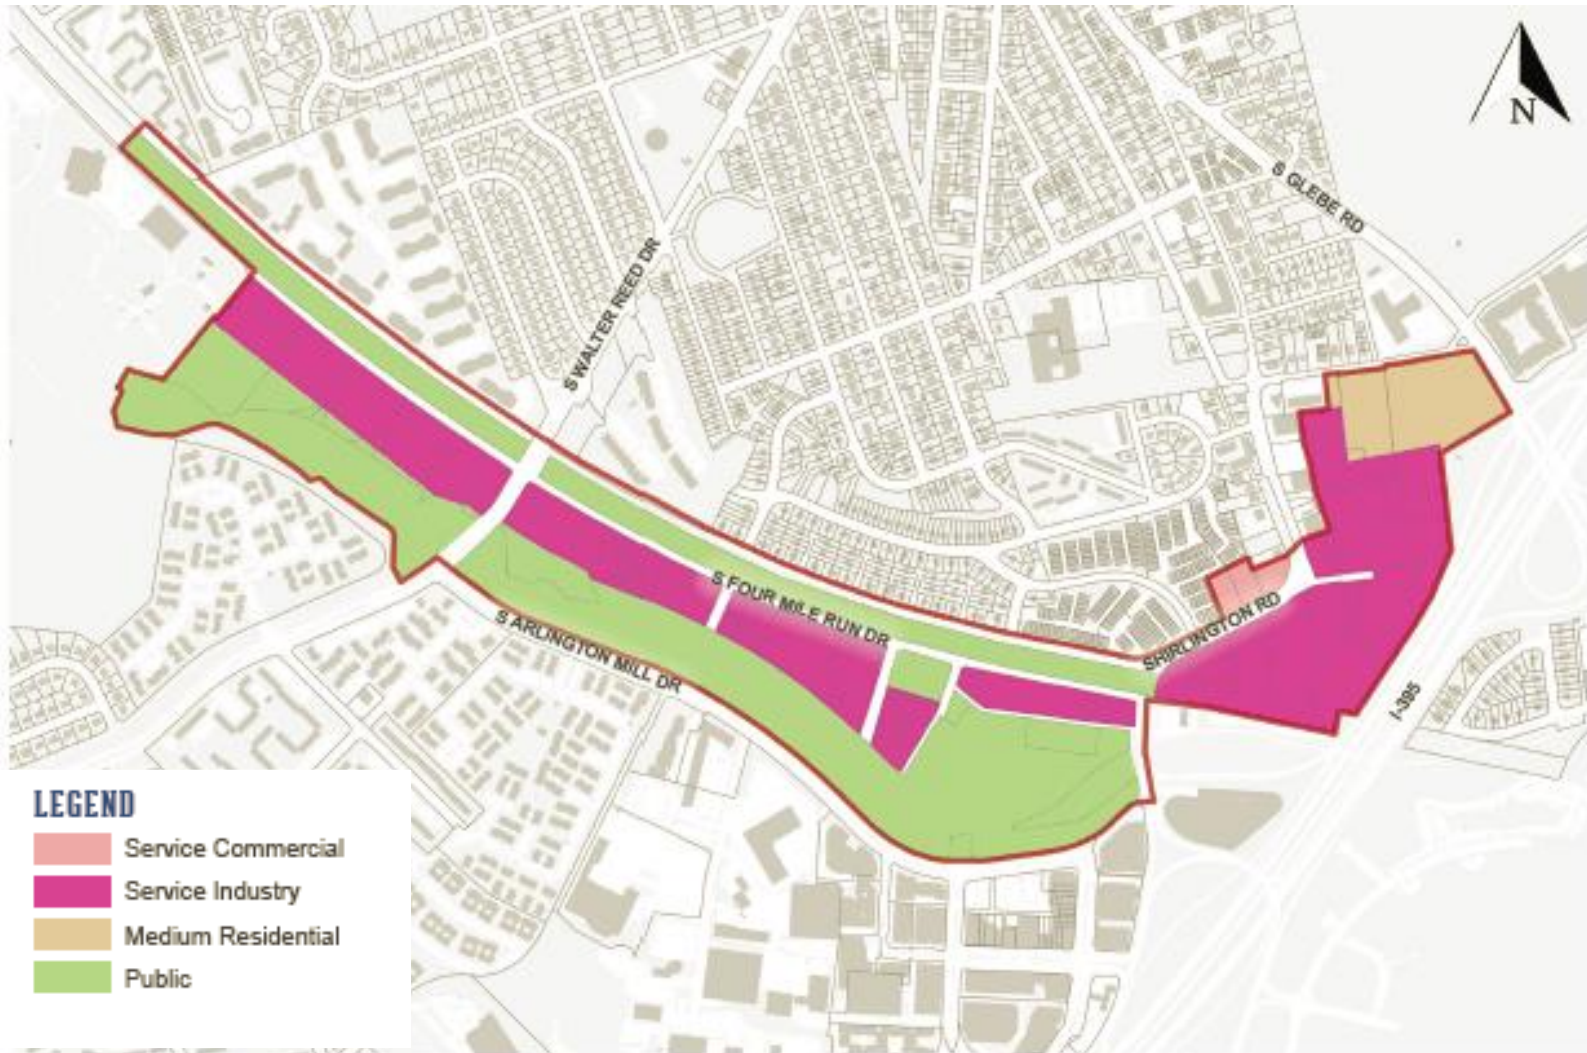 N
S GLEBE RD
S WALTER REED DR
S FOUR MILE RUN DR
SHIRLINGTON RD
S ARLINGTON MILL DR
I-395
LEGEND
Service Commercial
Service Industry
Medium Residential
Public